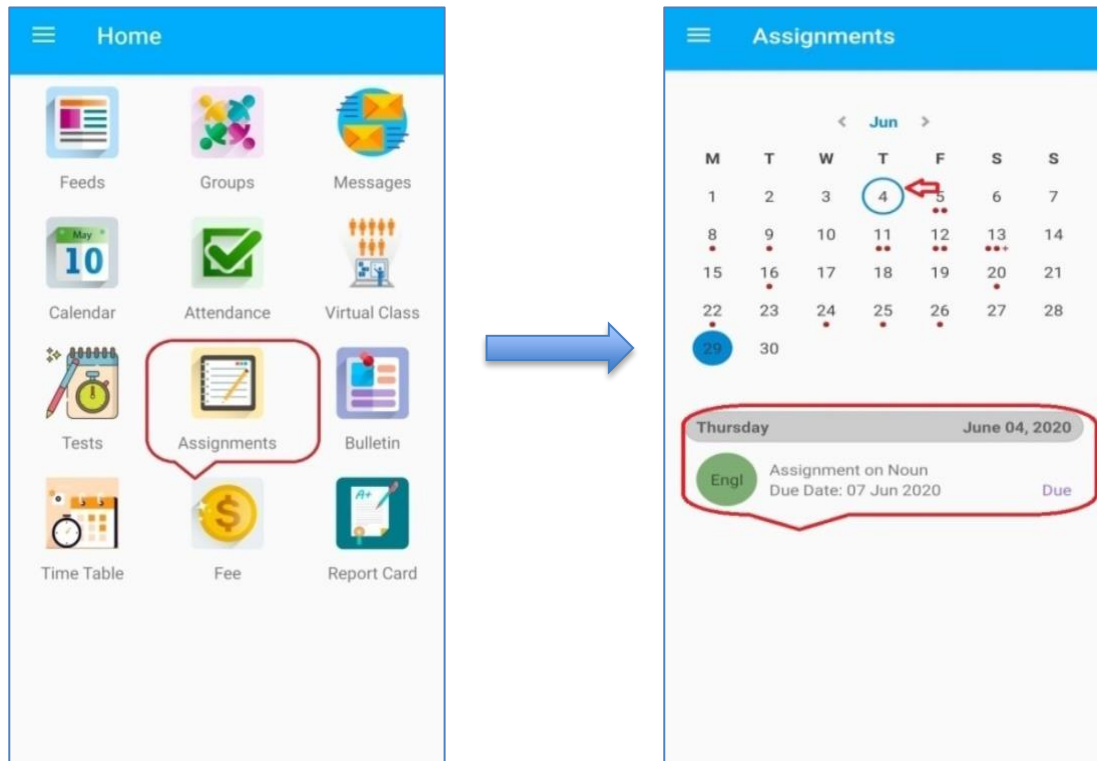 Home
Feeds Groups Messages
May
10
Calendar Attendance Virtual Class
Tests Assignments Bulletin
A+
Time Table Fee Report Card
Assignments
< Jun >
M T W T F S S
1 2 3 4 5 6 7
8 9 10 11 12 13 14
15 16 17 18 19 20 21
22 23 24 25 26 27 28
29 30
Thursday June 04, 2020
Engl
Assignment on Noun
Due Date: 07 Jun 2020 Due